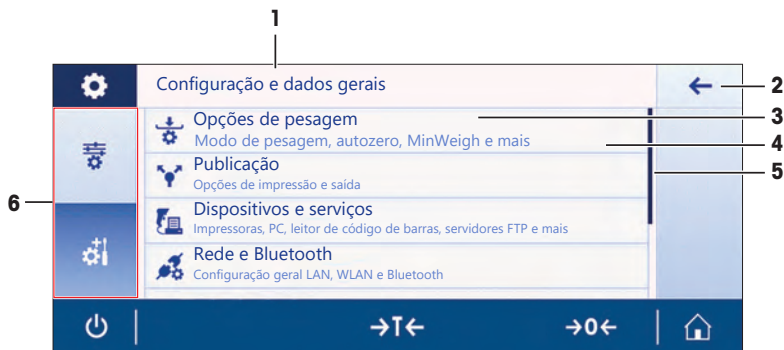 1
Configuração e dados gerais
2
Opções de pesagem
3
Modo de pesagem, autozero, MinWeigh e mais
4
Publicação
5
Opções de impressão e saída
Dispositivos e serviços
6
Impressoras, PC, leitor de código de barras, servidores FTP e mais
Rede e Bluetooth
Configuração geral LAN, WLAN e Bluetooth
→T← →0←